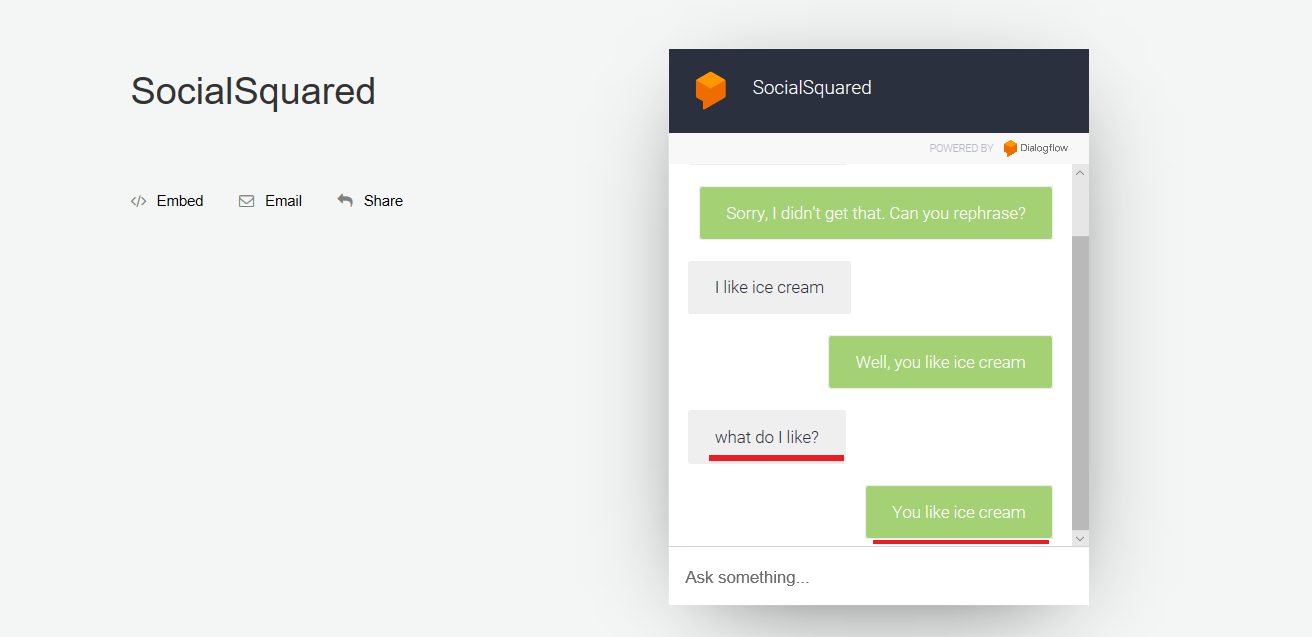 SocialSquared
Embed Email Share
SocialSquared
POWERED BY Dialogflow
Sorry, I didn't get that. Can you rephrase?
I like ice cream
Well, you like ice cream
what do I like?
You like ice cream
Ask something...